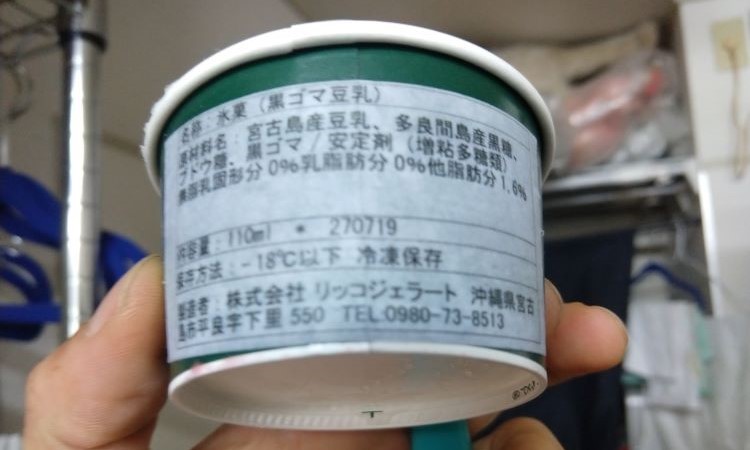 名称：氷菓（黒ゴマ豆乳）
原材料名：宮古島産豆乳、多良間島産黒糖、
ブドウ糖、黒ゴマ/安定剤（増粘多糖類）
無脂乳固形分0%乳脂肪分0%他脂肪分1.6%
内容量：110ml * 270719
保存方法：-18℃以下 冷凍保存
製造者：株式会社 リッコジェラート 沖縄県宮古
島市平良字下里550 TEL.0980-73-8513